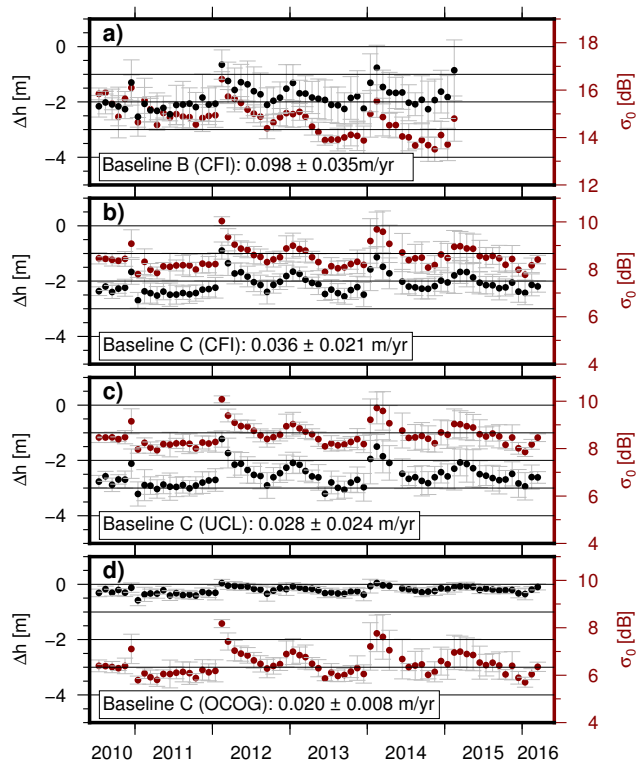 a)
0
−2
−4
Δh [m]
18
16
14
12
σ0 [dB]
Baseline B (CFI): 0.098 ± 0.035m/yr
b)
0
−2
−4
Δh [m]
10
8
6
4
σ0 [dB]
Baseline C (CFI): 0.036 ± 0.021 m/yr
c)
0
−2
−4
Δh [m]
10
8
6
4
σ0 [dB]
Baseline C (UCL): 0.028 ± 0.024 m/yr
d)
0
−2
−4
Δh [m]
10
8
6
4
σ0 [dB]
Baseline C (OCOG): 0.020 ± 0.008 m/yr
2010 2011 2012 2013 2014 2015 2016